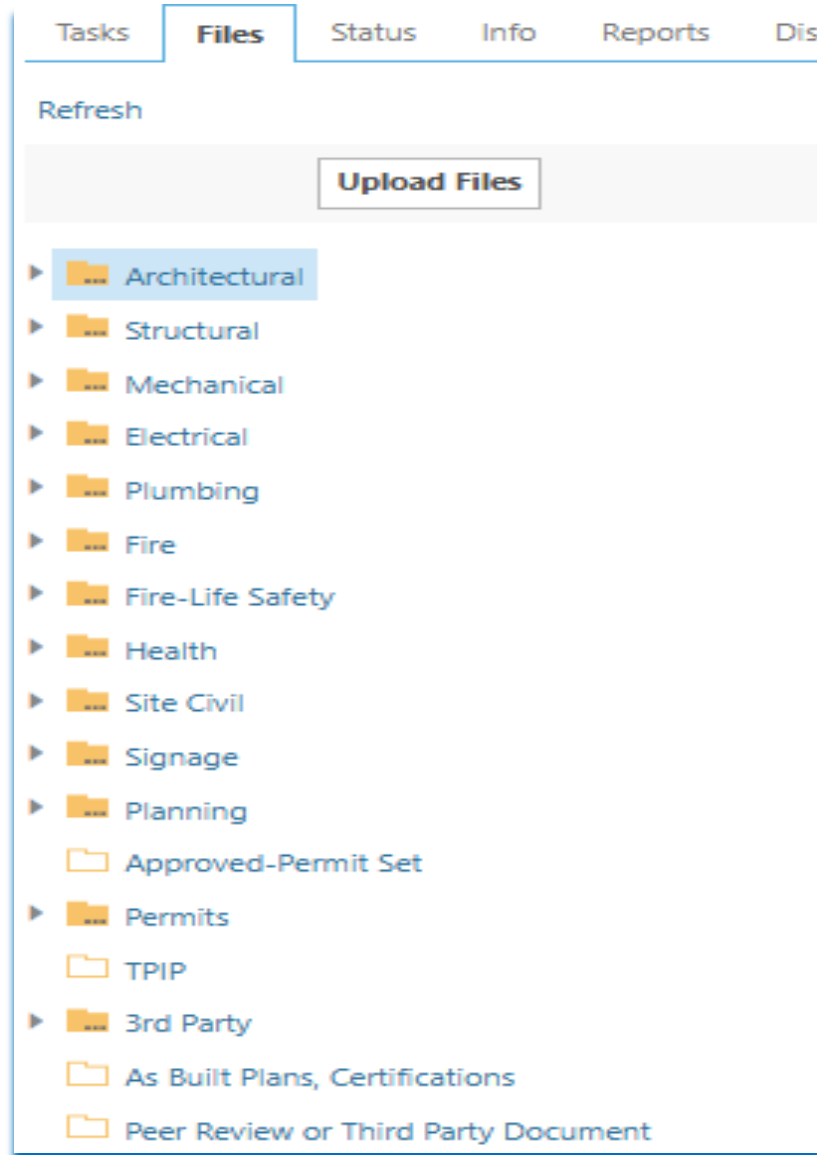 Tasks Files Status Info Reports Dis
Refresh
Upload Files
Architectural
Structural
Mechanical
Electrical
Plumbing
Fire
Fire-Life Safety
Health
Site Civil
Signage
Planning
Approved-Permit Set
Permits
TPIP
3rd Party
As Built Plans, Certifications
Peer Review or Third Party Document